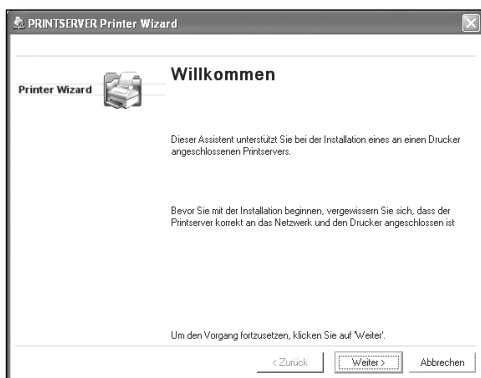 PRINTSERVER Printer Wizard
Printer Wizard
Willkommen
Dieser Assistent unterstützt Sie bei der Installation eines an einen Drucker
angeschlossenen Printservers.
Bevor Sie mit der Installation beginnen, vergewissern Sie sich, dass der
Printserver korrekt an das Netzwerk und den Drucker angeschlossen ist
Um den Vorgang fortzusetzen, klicken Sie auf 'Weiter'.
< Zurück
Weiter >
Abbrechen